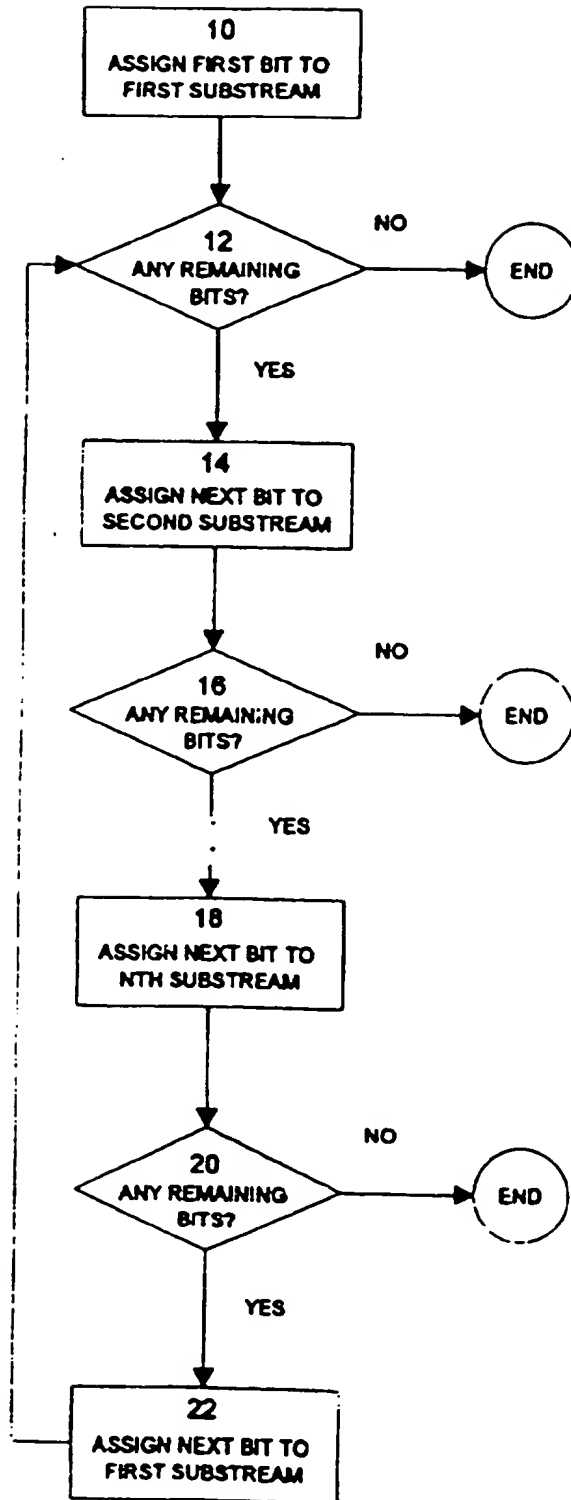 10
ASSIGN FIRST BIT TO
FIRST SUBSTREAM
12
ANY REMAINING
BITS?
NO
END
YES
14
ASSIGN NEXT BIT TO
SECOND SUBSTREAM
16
ANY REMAINING
BITS?
NO
END
YES
18
ASSIGN NEXT BIT TO
NTH SUBSTREAM
20
ANY REMAINING
BITS?
NO
END
YES
22
ASSIGN NEXT BIT TO
FIRST SUBSTREAM